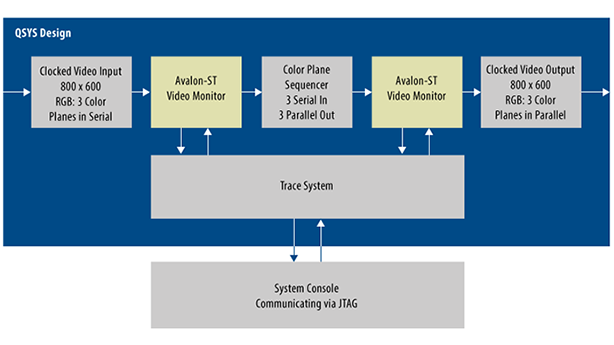 QSYS Design
Clocked Video Input
800 x 600
RGB: 3 Color
Planes in Serial
Avalon-ST
Video Monitor
Color Plane
Sequencer
3 Serial In
3 Parallel Out
Avalon-ST
Video Monitor
Clocked Video Output
800 x 600
RGB: 3 Color
Planes in Parallel
Trace System
System Console
Communicating via JTAG